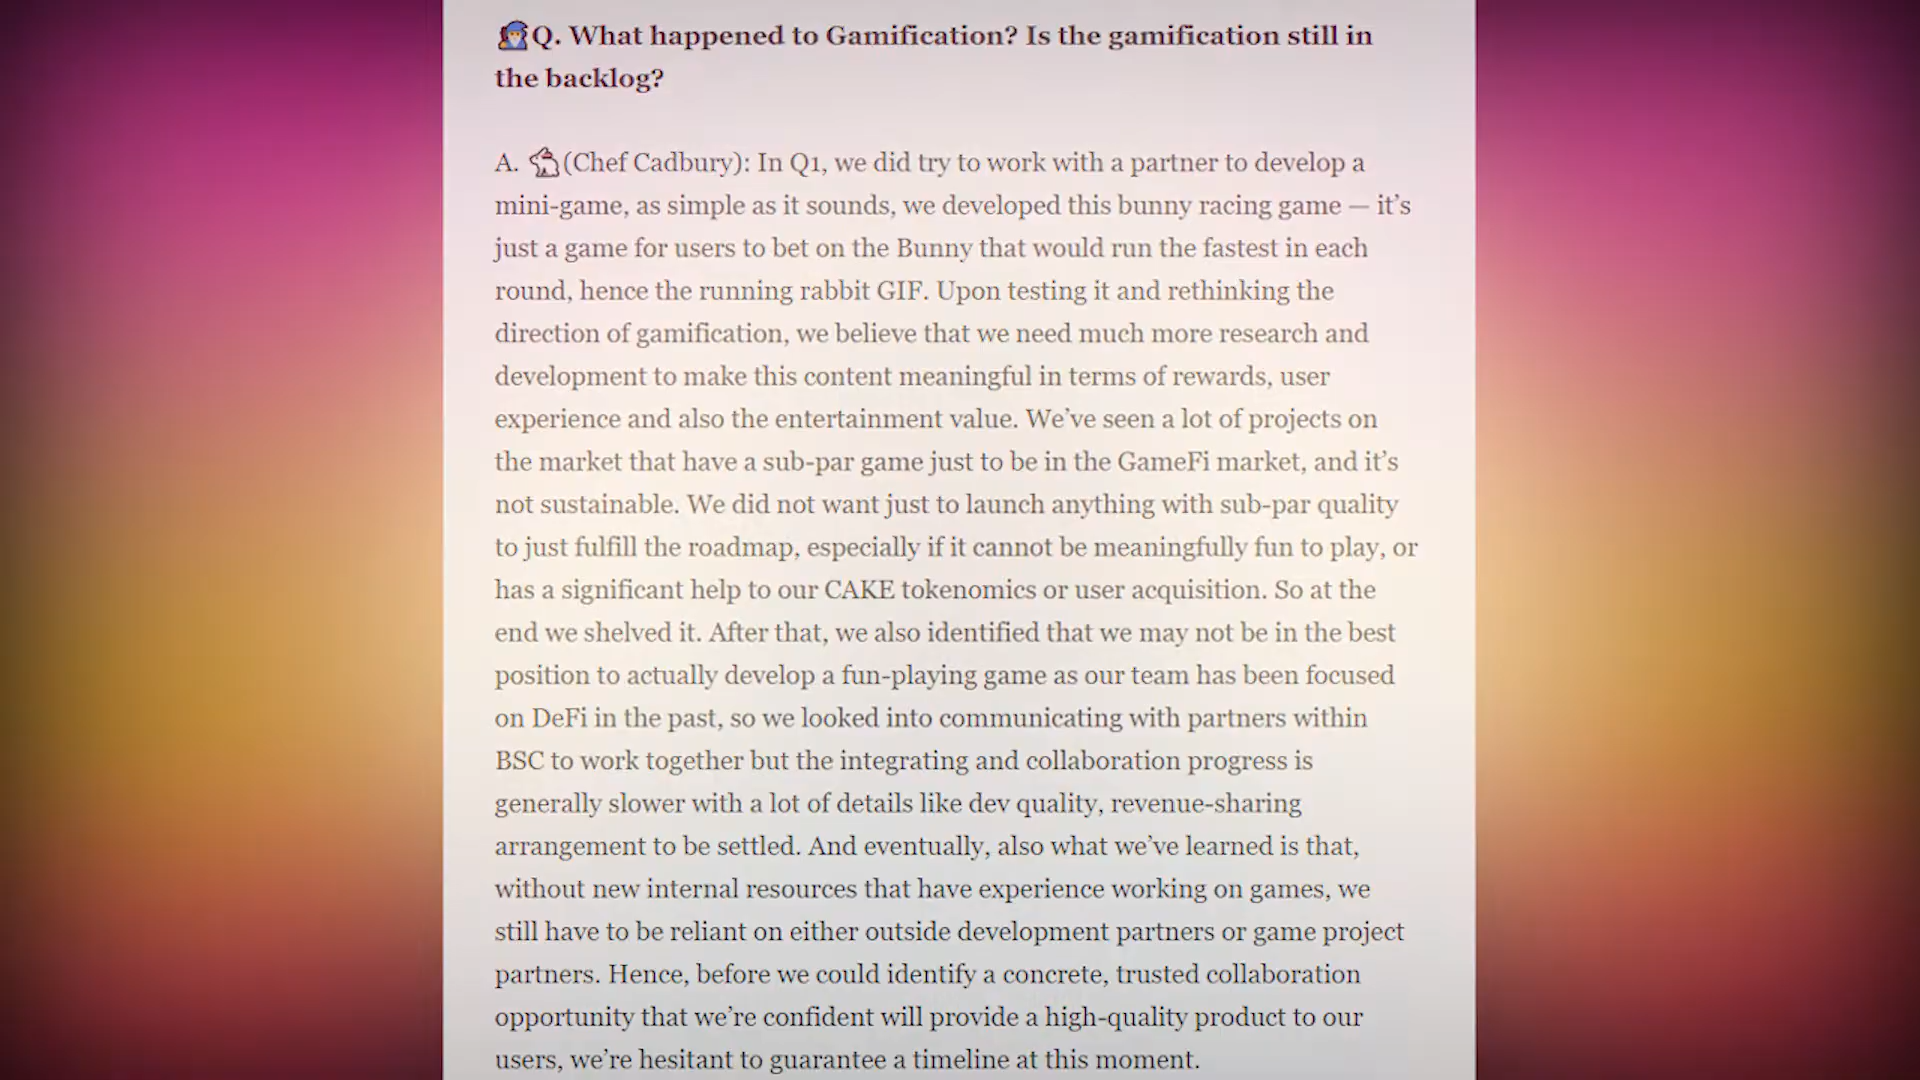 Q. What happened to Gamification? Is the gamification still in
the backlog?
A. (Chef Cadbury): In Q1, we did try to work with a partner to develop a
mini-game, as simple as it sounds, we developed this bunny racing game — it’s
just a game for users to bet on the Bunny that would run the fastest in each
round, hence the running rabbit GIF. Upon testing it and rethinking the
direction of gamification, we believe that we need much more research and
development to make this content meaningful in terms of rewards, user
experience and also the entertainment value. We’ve seen a lot of projects on
the market that have a sub-par game just to be in the GameFi market, and it’s
not sustainable. We did not want just to launch anything with sub-par quality
to just fulfill the roadmap, especially if it cannot be meaningfully fun to play, or
has a significant help to our CAKE tokenomics or user acquisition. So at the
end we shelved it. After that, we also identified that we may not be in the best
position to actually develop a fun-playing game as our team has been focused
on DeFi in the past, so we looked into communicating with partners within
BSC to work together but the integrating and collaboration progress is
generally slower with a lot of details like dev quality, revenue-sharing
arrangement to be settled. And eventually, also what we’ve learned is that,
without new internal resources that have experience working on games, we
still have to be reliant on either outside development partners or game project
partners. Hence, before we could identify a concrete, trusted collaboration
opportunity that we’re confident will provide a high-quality product to our
users, we’re hesitant to guarantee a timeline at this moment.